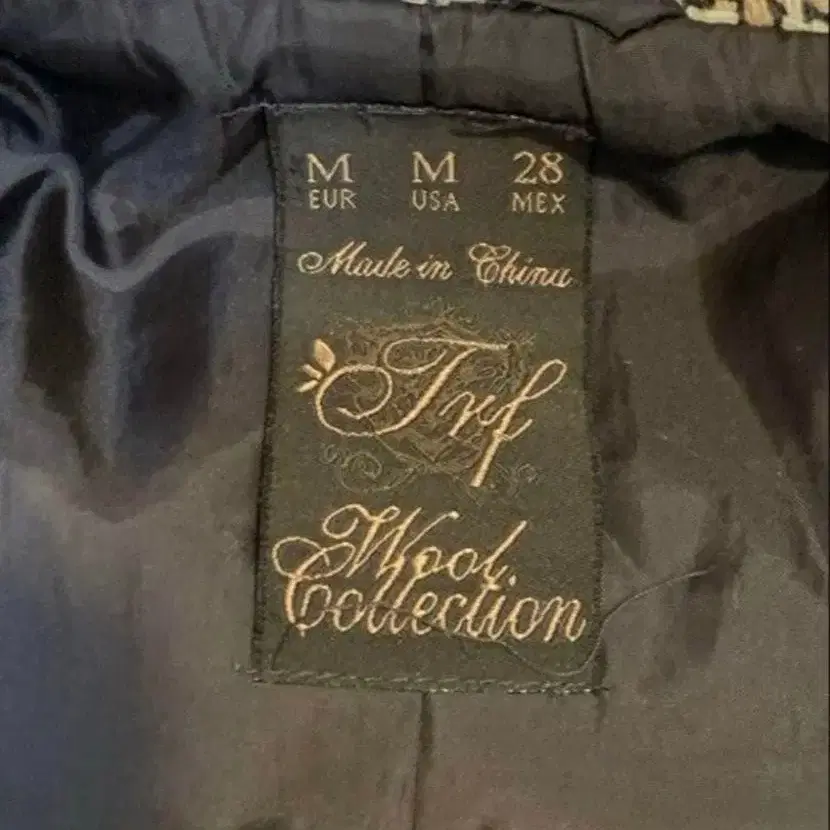 M M 28
EUR USA MEX
Made in China
Trf
Wool
Collection